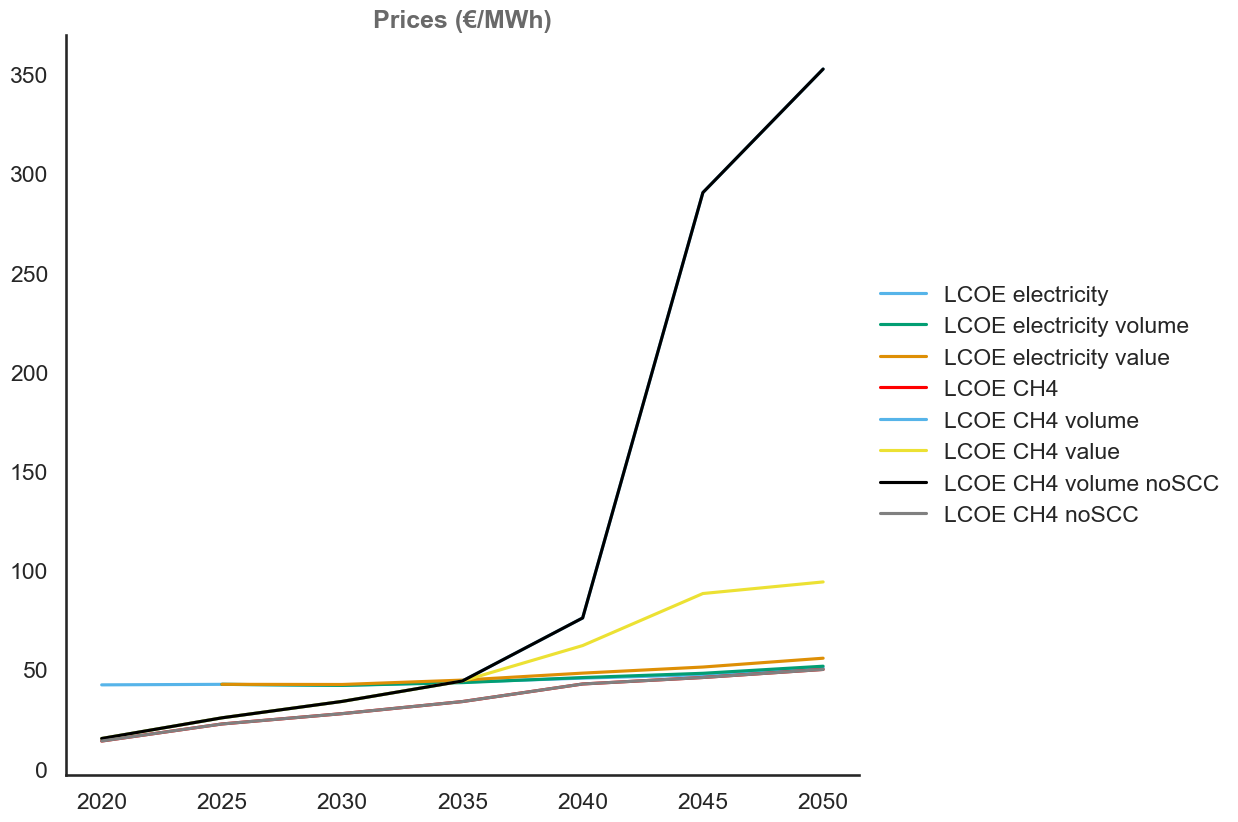 Prices (€/MWh)
350
300
250
200
150
100
50
0
2020 2025 2030 2035 2040 2045 2050
LCOE electricity
LCOE electricity volume
LCOE electricity value
LCOE CH4
LCOE CH4 volume
LCOE CH4 value
LCOE CH4 volume noSCC
LCOE CH4 noSCC